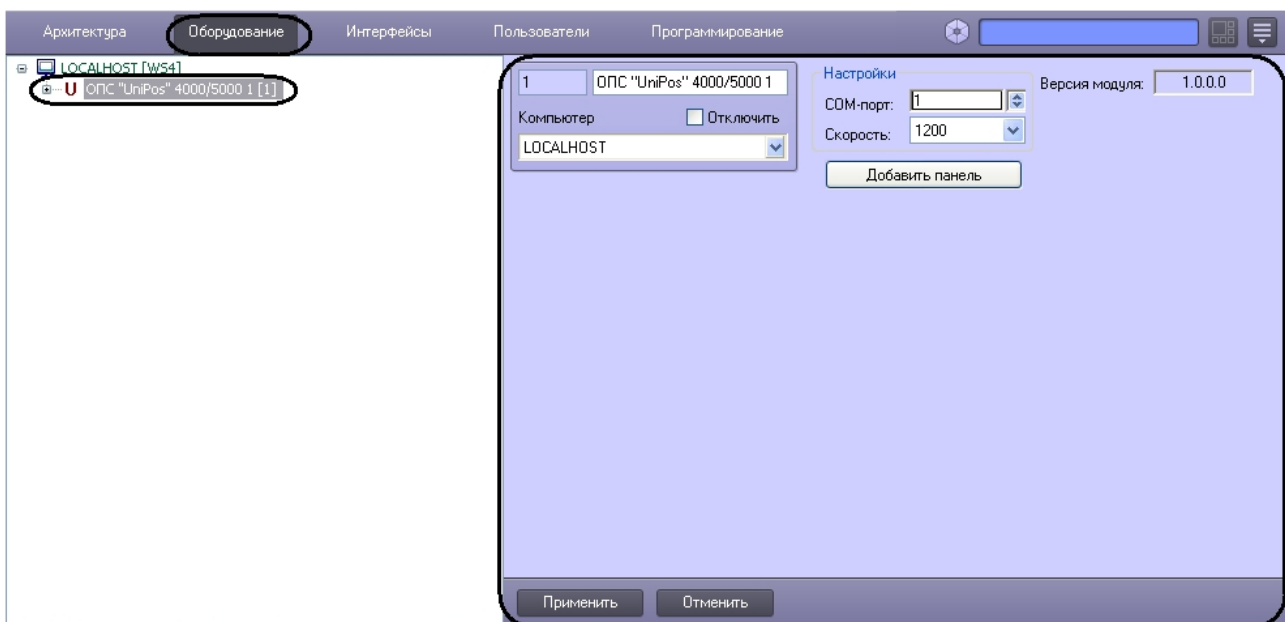 Архитектура Оборудование Интерфейсы Пользователи Программирование
LOCALHOST [WS4]
U ОПС "UniPos" 4000/5000 1 [1]
1 ОПС "UniPos" 4000/5000 1
Компьютер Отключить
LOCALHOST
Настройки
COM-порт: 1
Скорость: 1200
Добавить панель
Версия модуля: 1.0.0.0
Применить Отменить